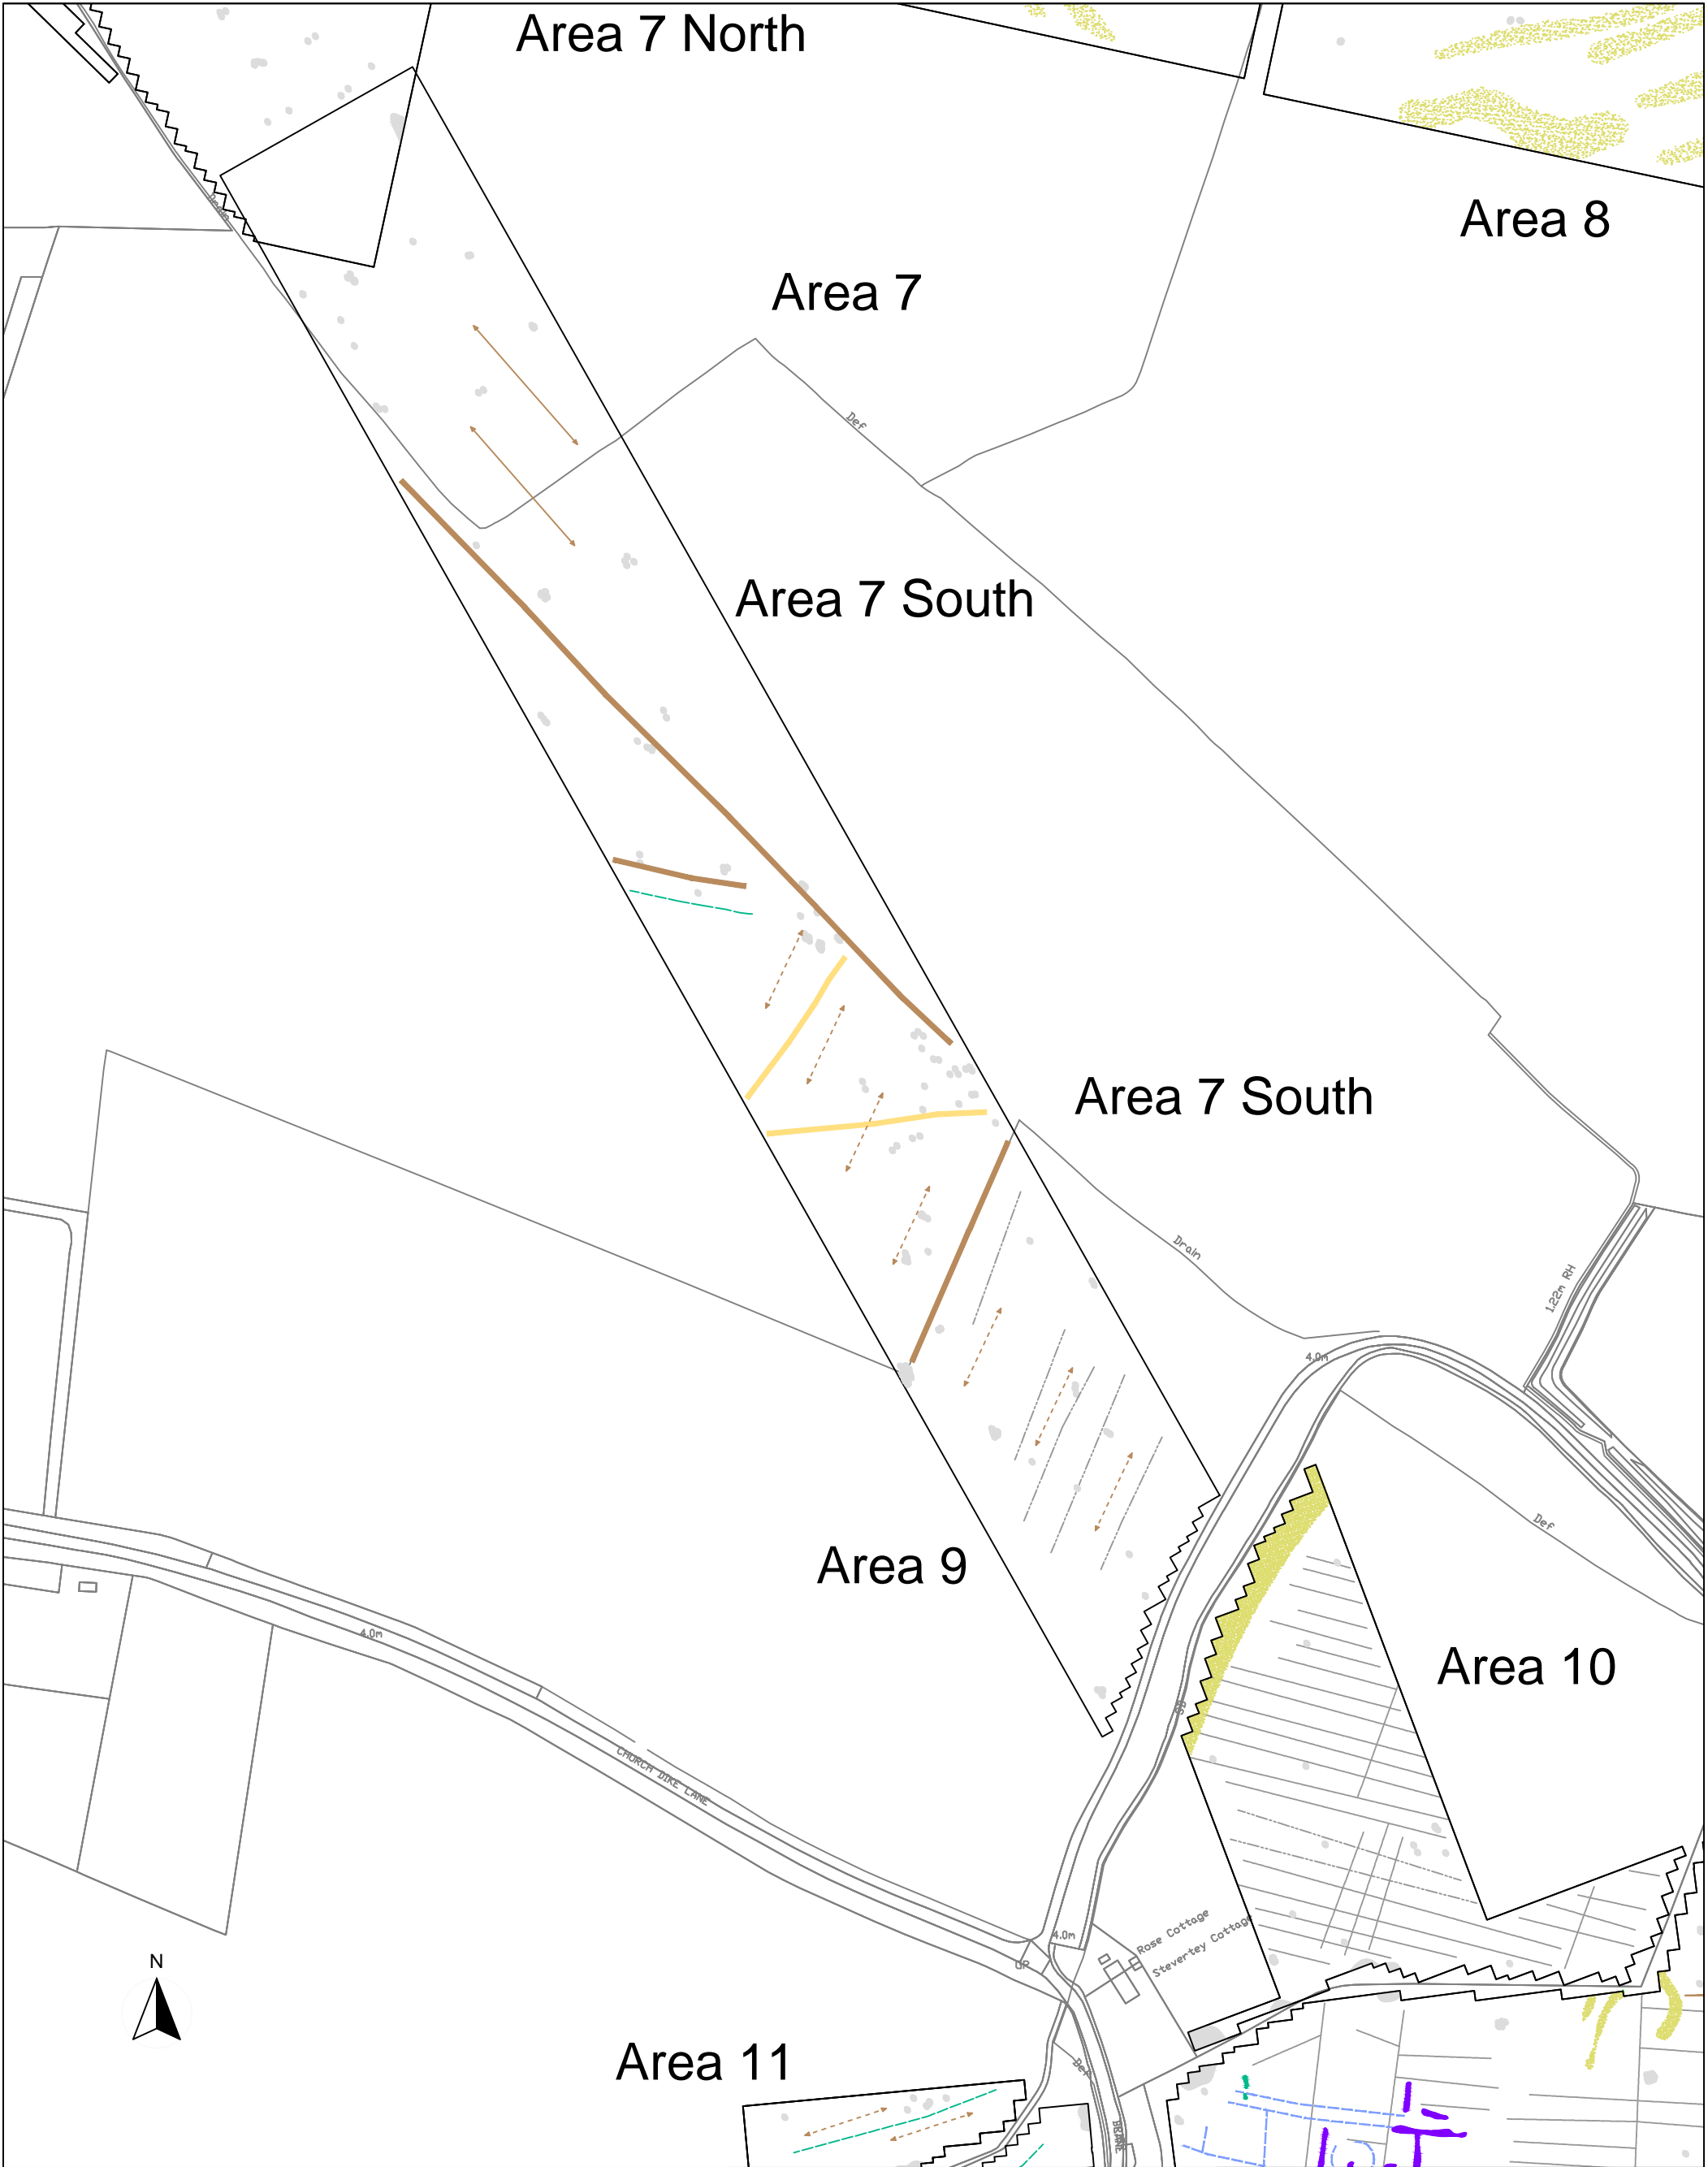 Area 7 North
Drain
Area 8
Area 7
Def
Area 7 South
Area 7 South
Drain
1.22m RH
4.0m
Def
Area 9
4.0m
Area 10
CHURCH DIKE LANE
4.0m
Rose Cottage
Stevertey Cottage
N
Area 11
Def